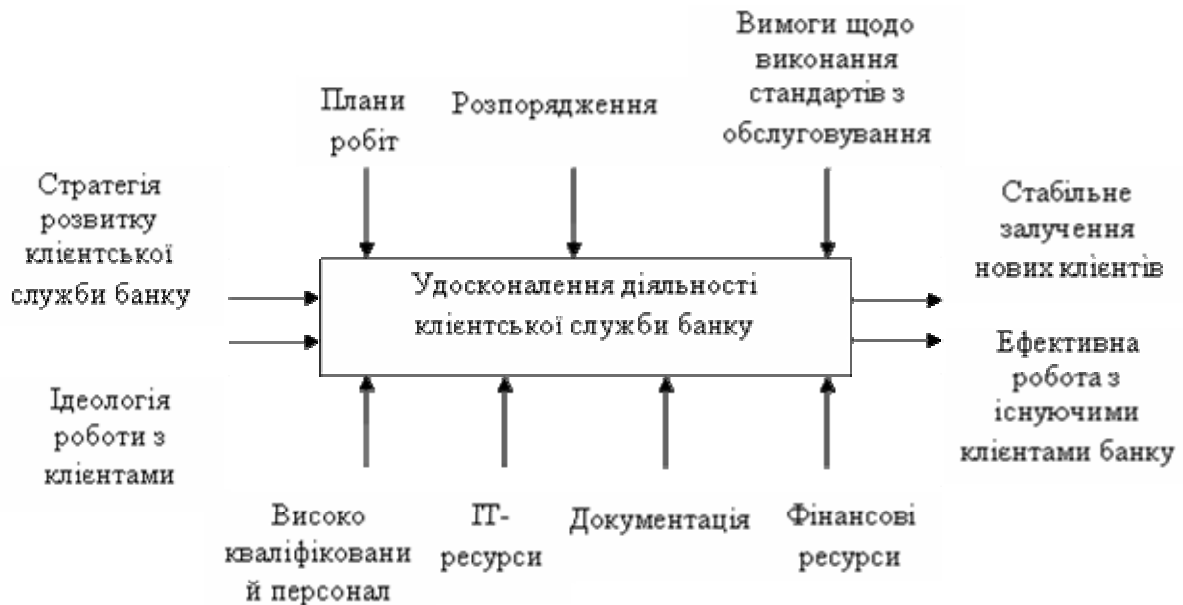 Плани
робіт
Розпорядження
Вимоги щодо
виконання
стандартів з
обслуговування
Стратегія
розвитку
клієнтської
служби банку
Ідеологія
роботи з
клієнтами
Удосконалення діяльності
клієнтської служби банку
Стабільне
залучення
нових клієнтів
Ефективна
робота з
існуючими
клієнтами банку
Високо
кваліфіковани
й персонал
ІТ-
ресурси
Документація
Фінансові
ресурси